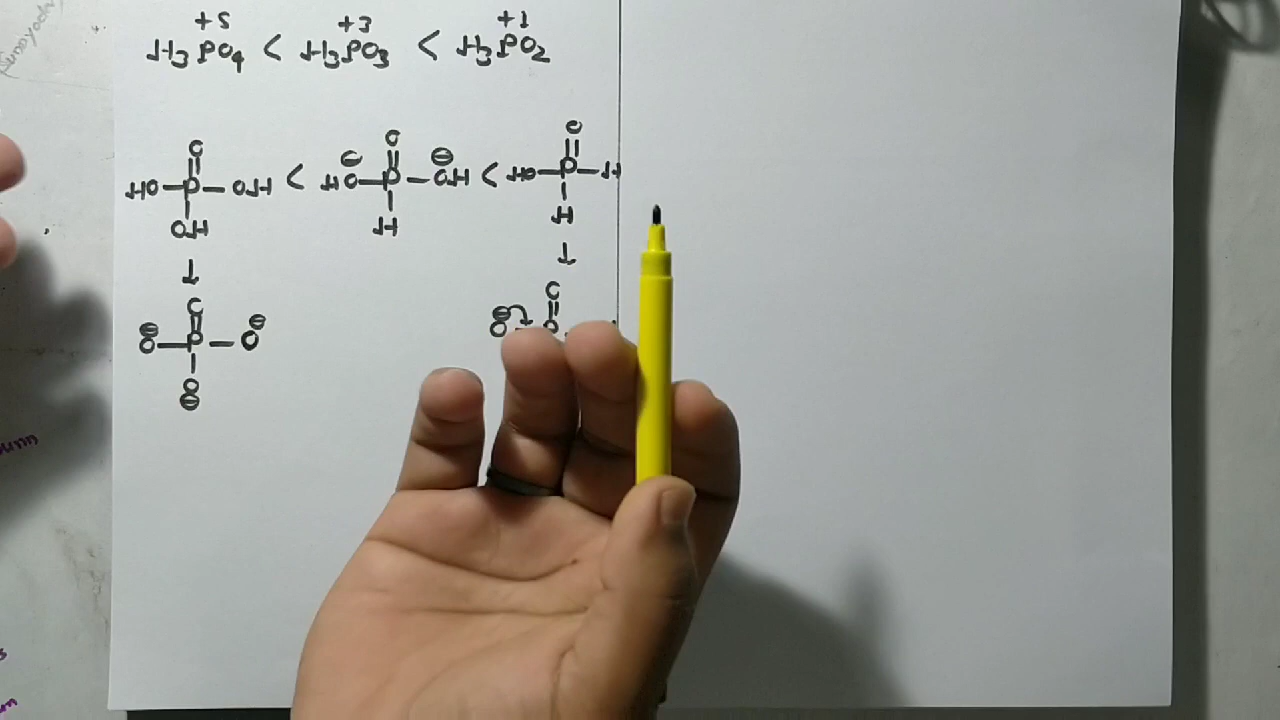 +5 +3 +1
H₃PO₄ < H₃PO₃ < H₃PO₂
O O O
|| ⊖ || ⊖ ||
HO–P–OH < HO–P–OH < HO–P–H
| | |
OH H H
↓ ↓
O O
|| ⊖ ⊖ ||
⊖O–P–O O
|
O
⊖